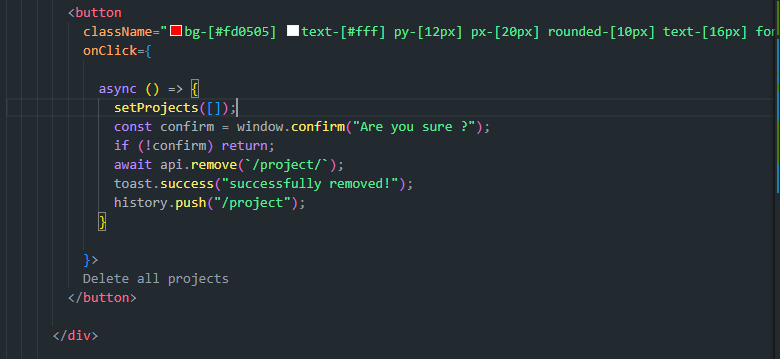 <button
className="bg-[#fd0505] text-[#fff] py-[12px] px-[20px] rounded-[10px] text-[16px] fon
onClick={
async () => {
setProjects([]);
const confirm = window.confirm("Are you sure ?");
if (!confirm) return;
await api.remove(`/project/`);
toast.success("successfully removed!");
history.push("/project");
}
}>
Delete all projects
</button>
</div>